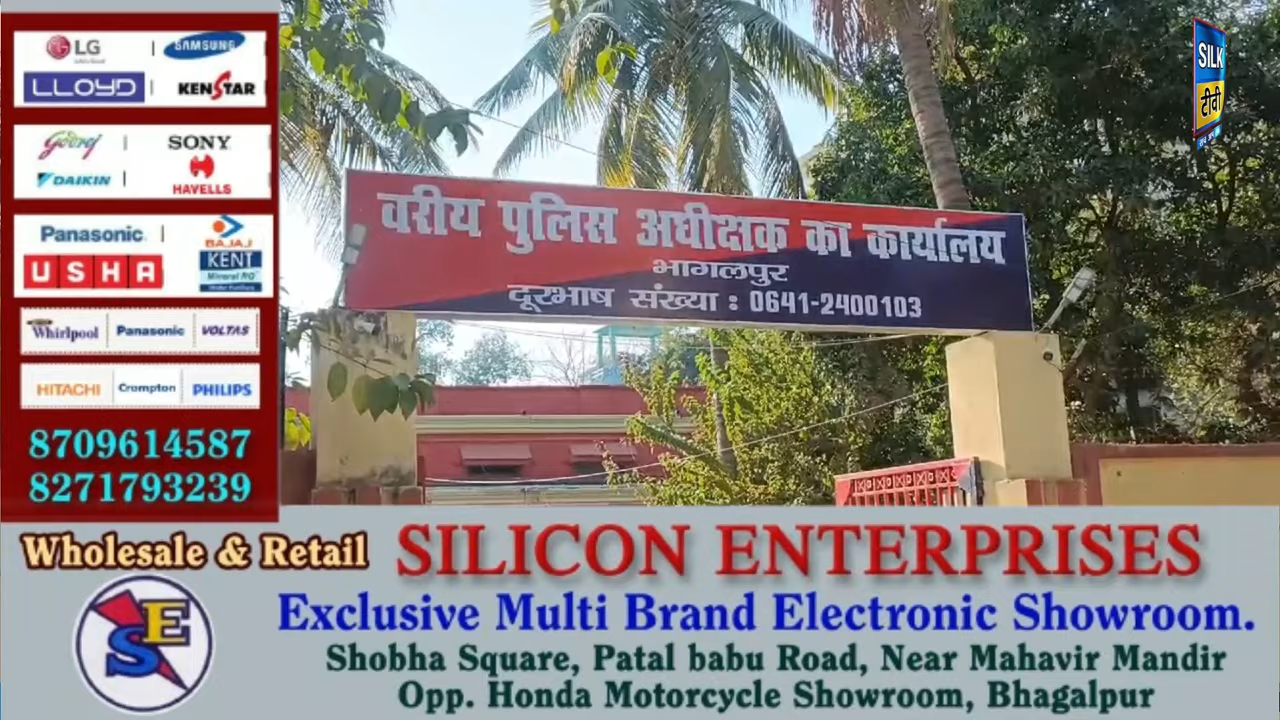 LG
SAMSUNG
LLOYD
KENSTAR
Godrej
SONY
DAIKIN
HAVELLS
Panasonic
BAJAJ
USHA
KENT
Mineral RO
Whirlpool
Panasonic
VOLTAS
HITACHI
Crompton
PHILIPS
8709614587
8271793239
SILK
टीवी
वरीय पुलिस अधीक्षक का कार्यालय
भागलपुर
दूरभाष संख्या : 0641-2400103
Wholesale & Retail
SILICON ENTERPRISES
SE
Exclusive Multi Brand Electronic Showroom.
Shobha Square, Patal babu Road, Near Mahavir Mandir
Opp. Honda Motorcycle Showroom, Bhagalpur